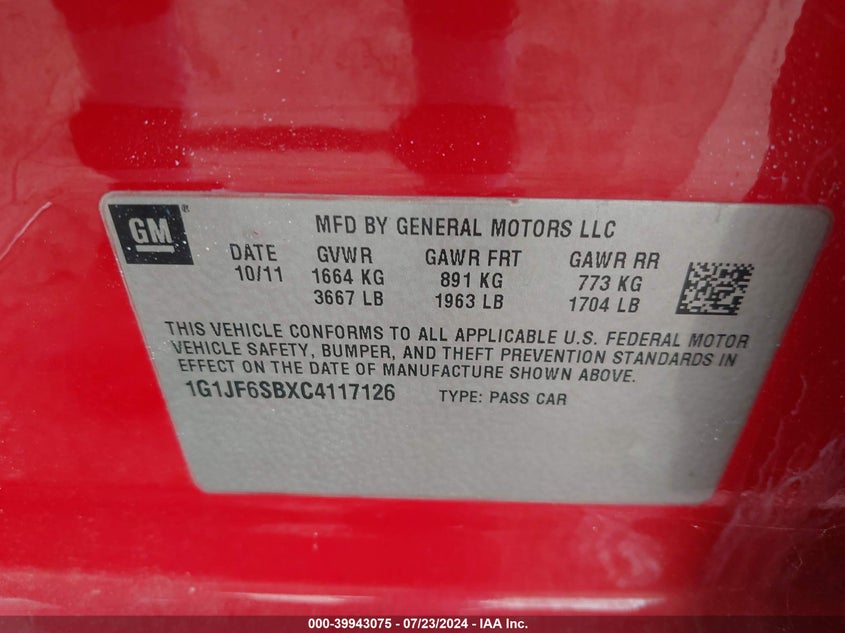 GM ®
MFD BY GENERAL MOTORS LLC
DATE GVWR GAWR FRT GAWR RR
10/11 1664 KG 891 KG 773 KG
3667 LB 1963 LB 1704 LB
THIS VEHICLE CONFORMS TO ALL APPLICABLE U.S. FEDERAL MOTOR
VEHICLE SAFETY, BUMPER, AND THEFT PREVENTION STANDARDS IN
EFFECT ON THE DATE OF MANUFACTURE SHOWN ABOVE.
1G1JF6SBXC4117126 TYPE: PASS CAR
000-39943075 / 07/23/2024 - IAA Inc.